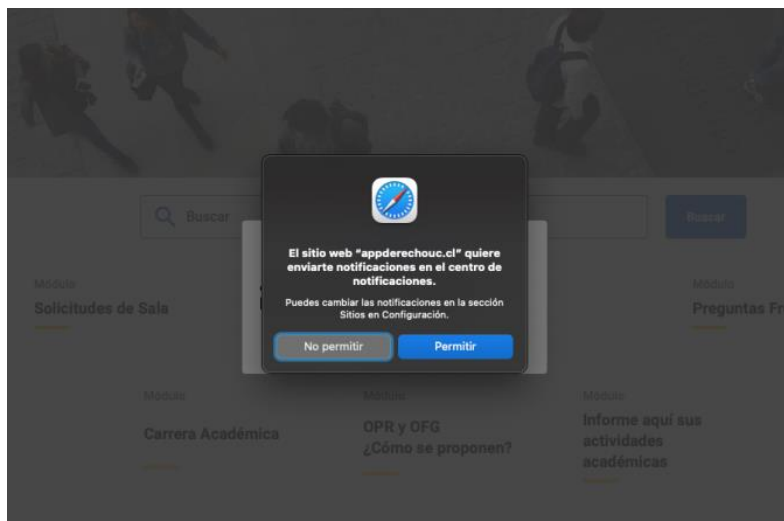 El sitio web “appderechouc.cl” quiere
enviarte notificaciones en el centro de
notificaciones.
Puedes cambiar las notificaciones en la sección
Sitios en Configuración.
No permitir
Permitir
Buscar
Buscar
Módulo
Solicitudes de Sala
Módulo
Preguntas Fr
Módulo
Carrera Académica
Módulo
OPR y OFG
¿Cómo se proponen?
Módulo
Informe aquí sus
actividades
académicas